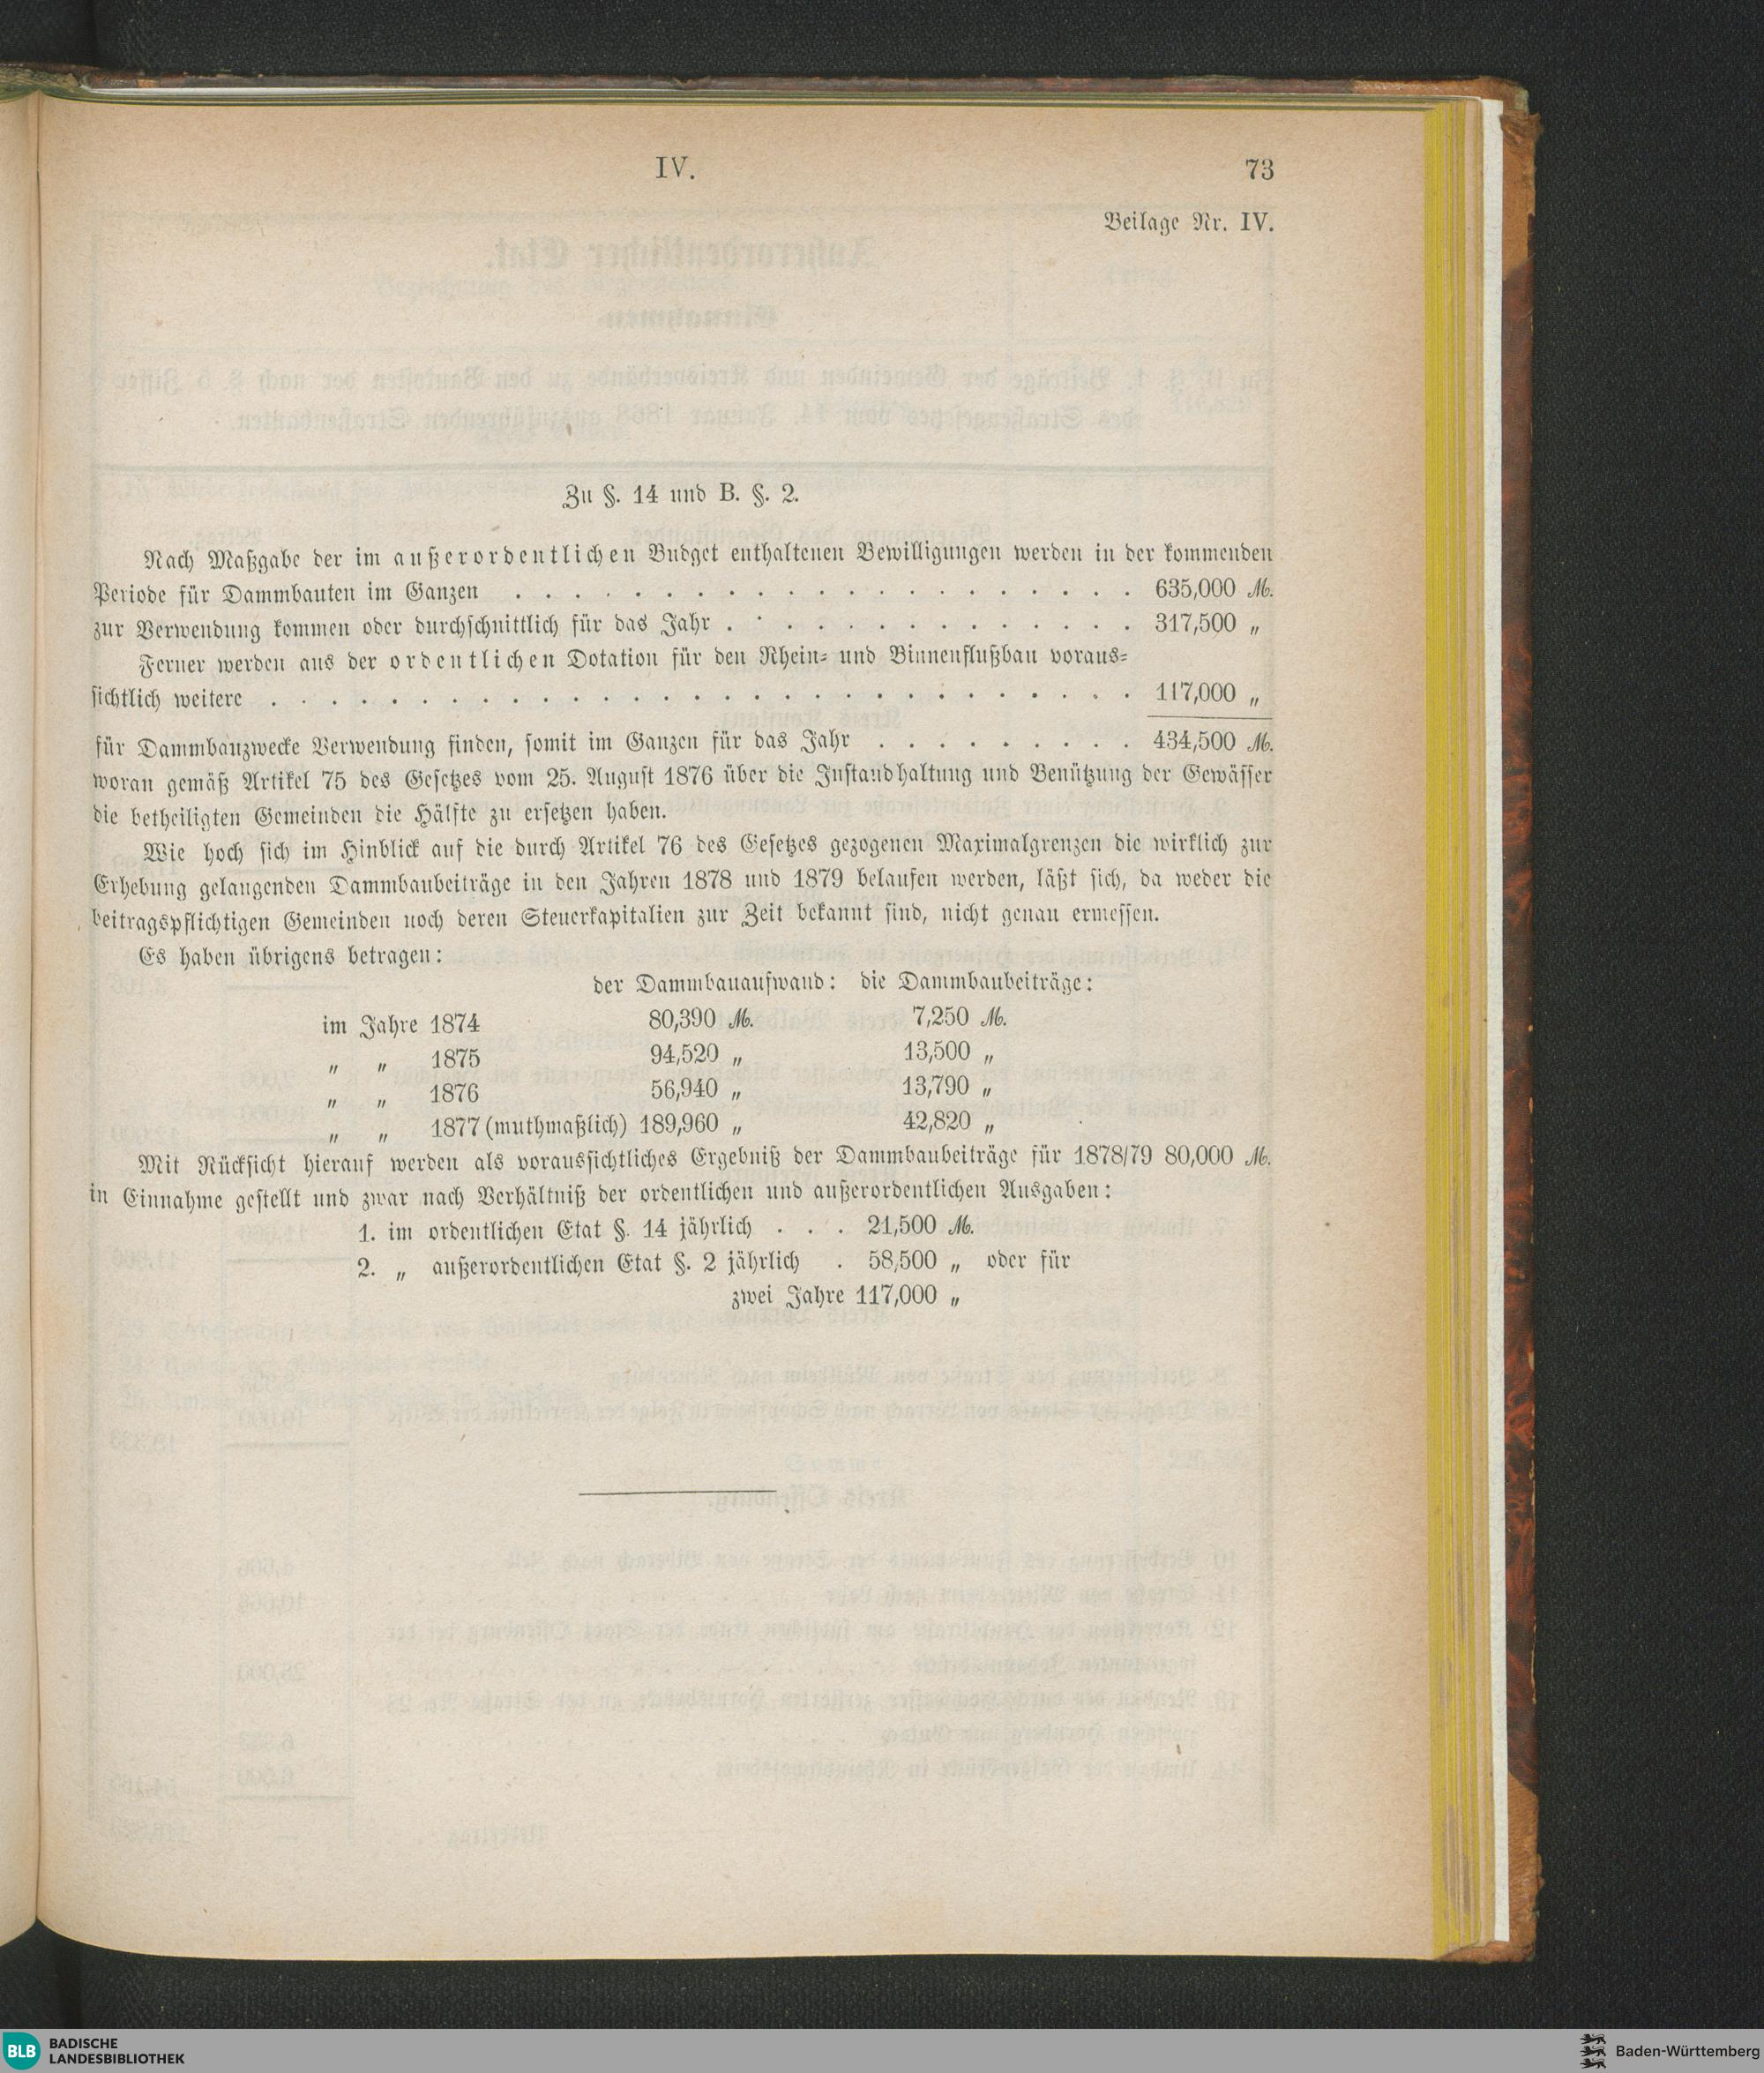 IV.
73
Beilage Nr. IV.
Zu §. 14 und B. §. 2.
Nach Maßgabe der im außerordentlichen Budget enthaltenen Bewilligungen werden in der kommenden
Periode für Dammbauten im Ganzen . . . . . . . . . . . . . . . . . . . . . 635,000 M.
zur Verwendung kommen oder durchschnittlich für das Jahr . . . . . . . . . . . . . . 317,500 „
Ferner werden aus der ordentlichen Dotation für den Rhein- und Binnenflußbau voraus-
sichtlich weitere . . . . . . . . . . . . . . . . . . . . . . . . . . . . . 117,000 „
für Dammbauzwecke Verwendung finden, somit im Ganzen für das Jahr . . . . . . . . . 434,500 M.
woran gemäß Artikel 75 des Gesetzes vom 25. August 1876 über die Instandhaltung und Benützung der Gewässer
die betheiligten Gemeinden die Hälfte zu ersetzen haben.
Wie hoch sich im Hinblick auf die durch Artikel 76 des Gesetzes gezogenen Maximalgrenzen die wirklich zur
Erhebung gelangenden Dammbaubeiträge in den Jahren 1878 und 1879 belaufen werden, läßt sich, da weder die
beitragspflichtigen Gemeinden noch deren Steuerkapitalien zur Zeit bekannt sind, nicht genau ermessen.
Es haben übrigens betragen:
der Dammbauaufwand: die Dammbaubeiträge:
im Jahre 1874 80,390 M. 7,250 M.
„ „ 1875 94,520 „ 13,500 „
„ „ 1876 56,940 „ 13,790 „
„ „ 1877 (muthmaßlich) 189,960 „ 42,820 „
Mit Rücksicht hierauf werden als voraussichtliches Ergebniß der Dammbaubeiträge für 1878/79 80,000 M.
in Einnahme gestellt und zwar nach Verhältniß der ordentlichen und außerordentlichen Ausgaben:
1. im ordentlichen Etat §. 14 jährlich . . . 21,500 M.
2. „ außerordentlichen Etat §. 2 jährlich . 58,500 „ oder für
zwei Jahre 117,000 „
BLB BADISCHE
LANDESBIBLIOTHEK
Baden-Württemberg